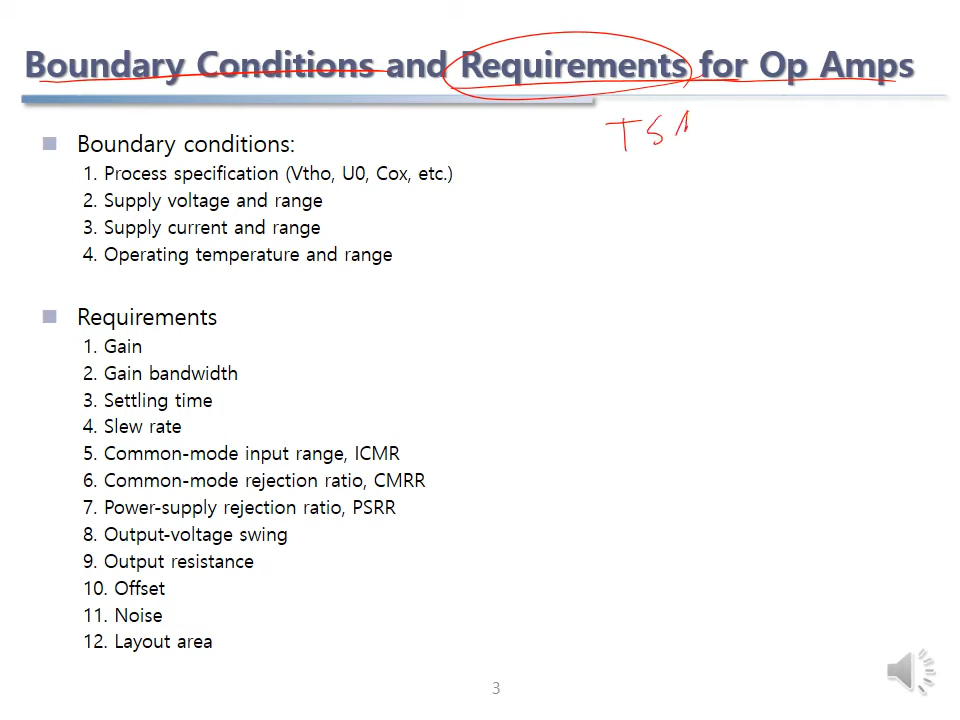 Boundary Conditions and Requirements for Op Amps
Boundary conditions:
1. Process specification (Vtho, U0, Cox, etc.)
2. Supply voltage and range
3. Supply current and range
4. Operating temperature and range
Requirements
1. Gain
2. Gain bandwidth
3. Settling time
4. Slew rate
5. Common-mode input range, ICMR
6. Common-mode rejection ratio, CMRR
7. Power-supply rejection ratio, PSRR
8. Output-voltage swing
9. Output resistance
10. Offset
11. Noise
12. Layout area
3